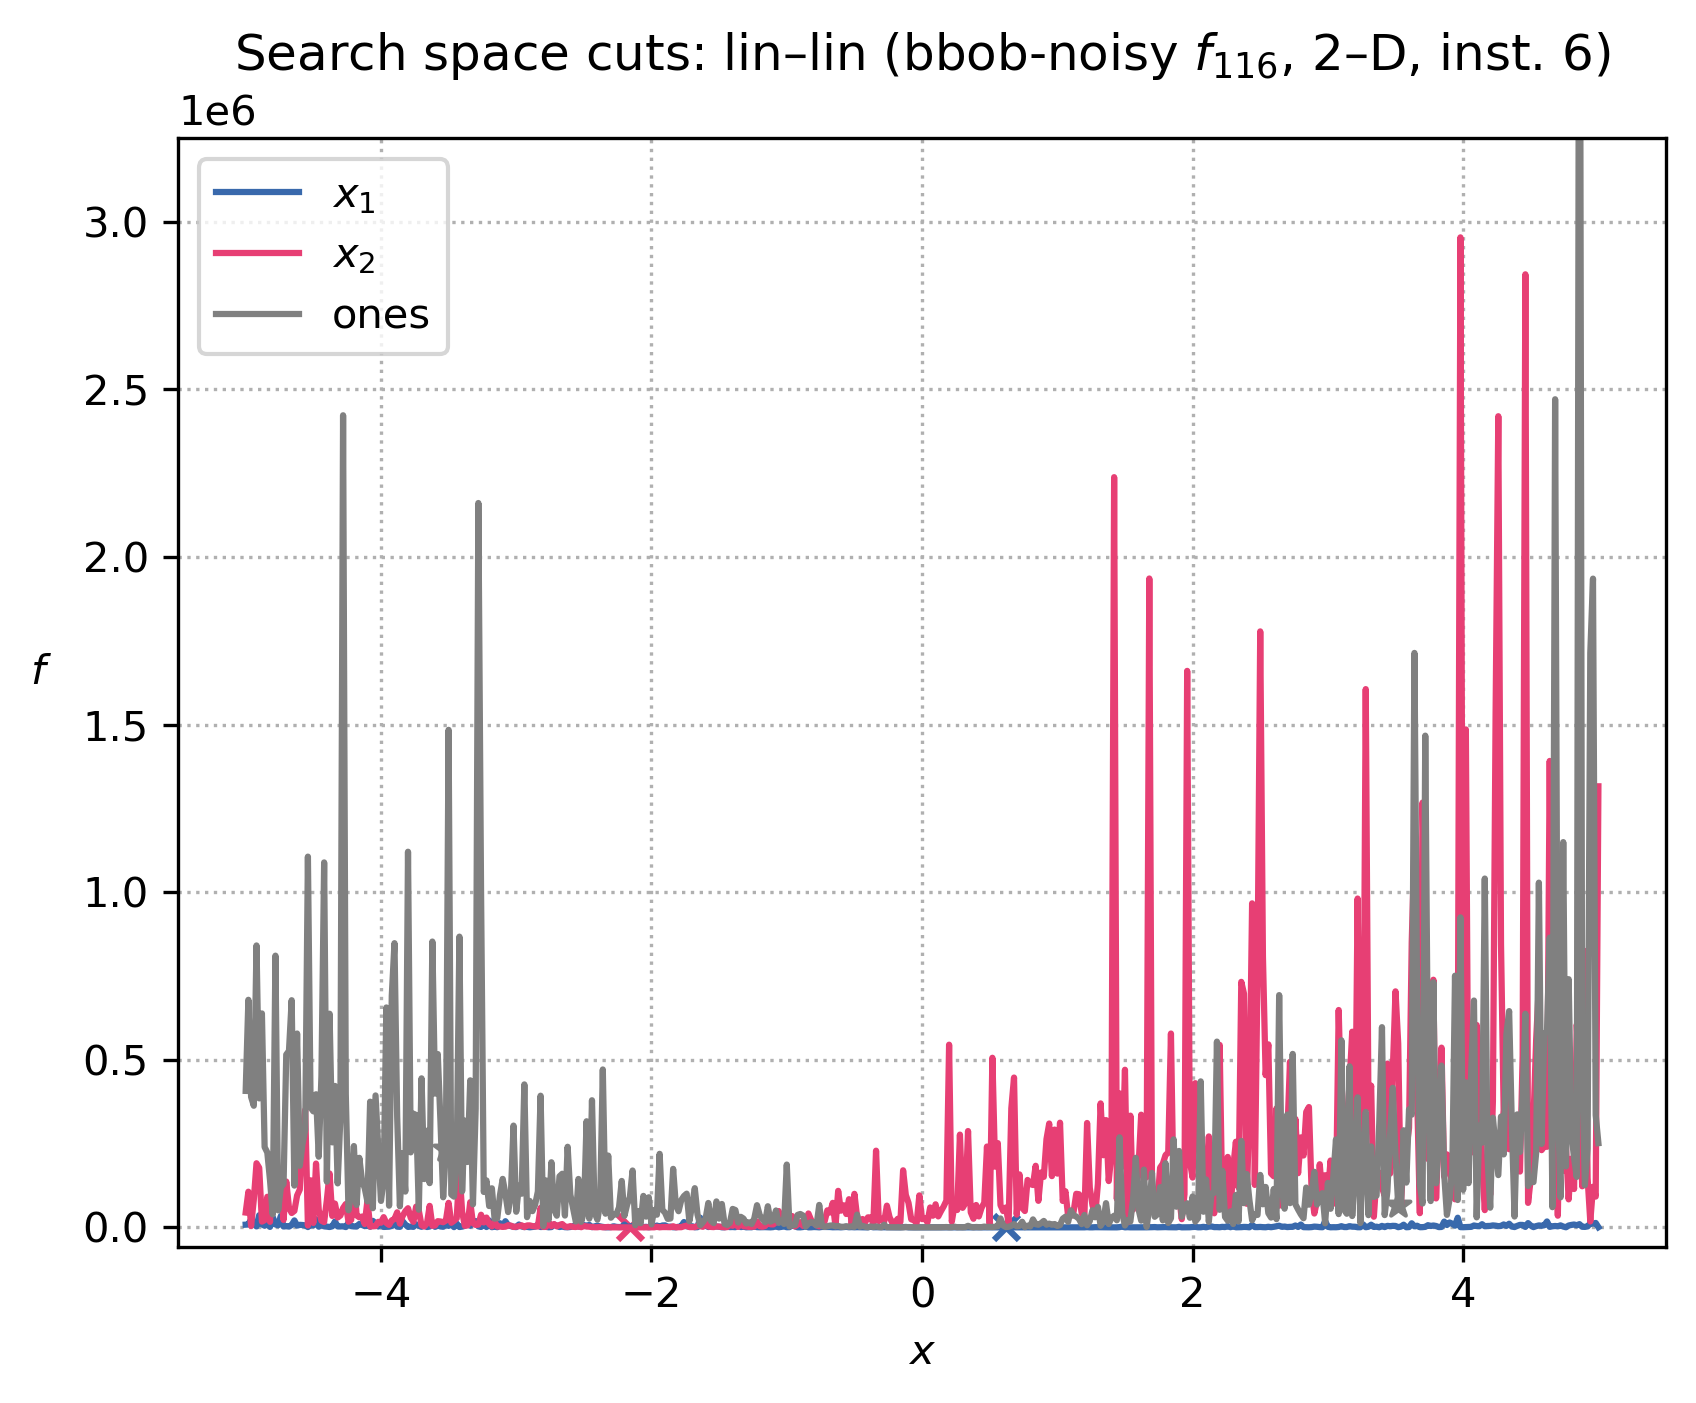 Search space cuts: lin–lin (bbob-noisy f116, 2–D, inst. 6)
1e6
x1
x2
ones
3.0
2.5
2.0
1.5
1.0
0.5
0.0
f
−4 −2 0 2 4
x